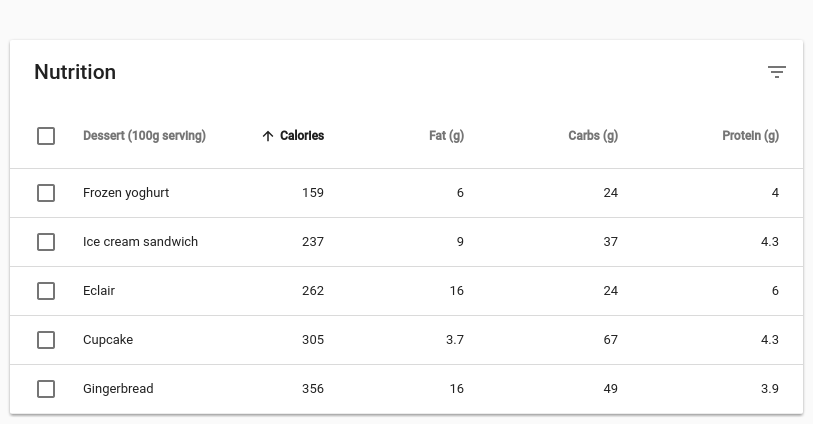 Nutrition
Dessert (100g serving) Calories Fat (g) Carbs (g) Protein (g)
Frozen yoghurt 159 6 24 4
Ice cream sandwich 237 9 37 4.3
Eclair 262 16 24 6
Cupcake 305 3.7 67 4.3
Gingerbread 356 16 49 3.9